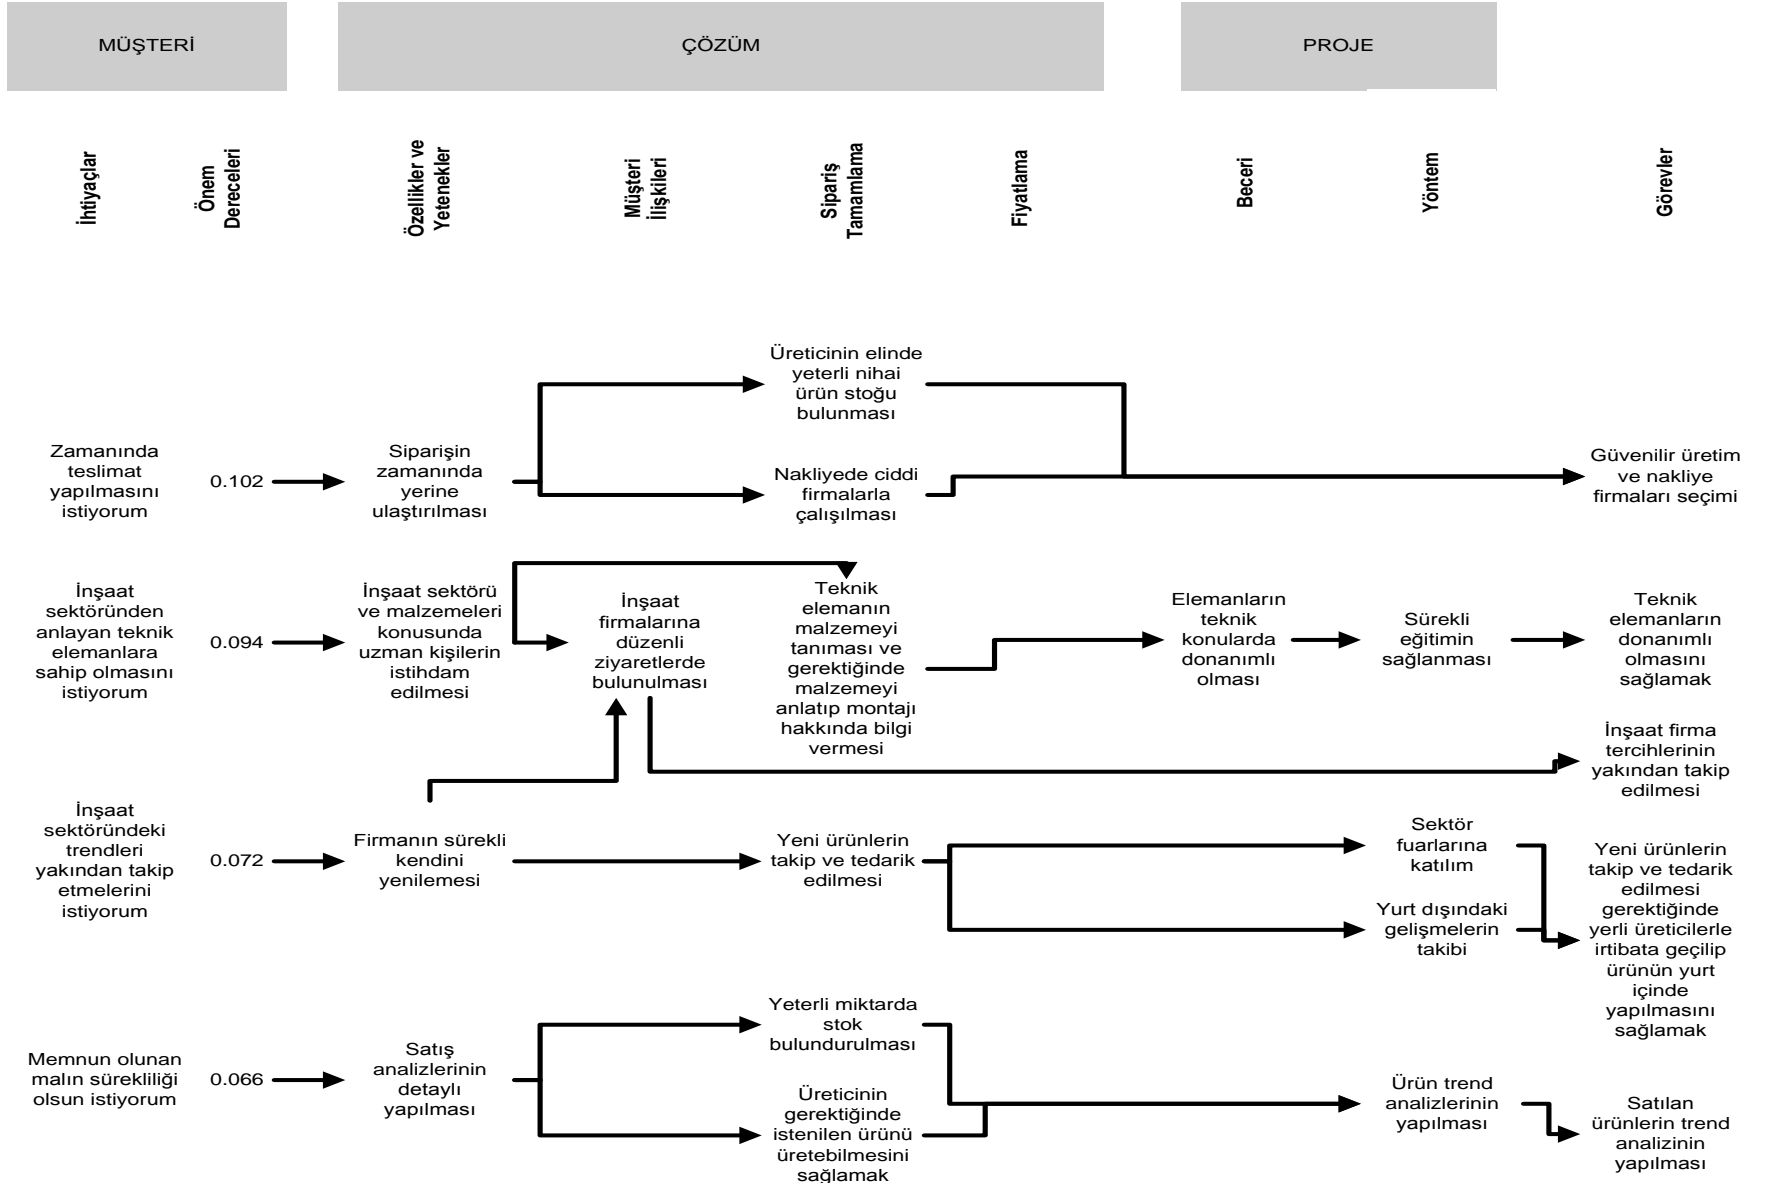 MÜŞTERİ
ÇÖZÜM
PROJE
İhtiyaçlar
Önem
Dereceleri
Özellikler ve
Yetenekler
Müşteri
İlişkileri
Sipariş
Tamamlama
Fiyatlama
Beceri
Yöntem
Görevler
Zamanında
teslimat
yapılmasını
istiyorum
0.102
Siparişin
zamanında
yerine
ulaştırılması
Üreticinin elinde
yeterli nihai
ürün stoğu
bulunması
Nakliyede ciddi
firmalarla
çalışılması
Güvenilir üretim
ve nakliye
firmaları seçimi
İnşaat
sektöründen
anlayan teknik
elemanlara
sahip olmasını
istiyorum
0.094
İnşaat sektörü
ve malzemeleri
konusunda
uzman kişilerin
istihdam
edilmesi
İnşaat
firmalarına
düzenli
ziyaretlerde
bulunulması
Teknik
elemanın
malzemeyi
tanıması ve
gerektiğinde
malzemeyi
anlatıp montajı
hakkında bilgi
vermesi
Elemanların
teknik
konularda
donanımlı
olması
Sürekli
eğitimin
sağlanması
Teknik
elemanların
donanımlı
olmasını
sağlamak
İnşaat firma
tercihlerinin
yakından takip
edilmesi
İnşaat
sektöründeki
trendleri
yakından takip
etmelerini
istiyorum
0.072
Firmanın sürekli
kendini
yenilemesi
Yeni ürünlerin
takip ve tedarik
edilmesi
Sektör
fuarlarına
katılım
Yurt dışındaki
gelişmelerin
takibi
Yeni ürünlerin
takip ve tedarik
edilmesi
gerektiğinde
yerli üreticilerle
irtibata geçilip
ürünün yurt
içinde
yapılmasını
sağlamak
Memnun olunan
malın sürekliliği
olsun istiyorum
0.066
Satış
analizlerinin
detaylı
yapılması
Yeterli miktarda
stok
bulundurulması
Üreticinin
gerektiğinde
istenilen ürünü
üretebilmesini
sağlamak
Ürün trend
analizlerinin
yapılması
Satılan
ürünlerin trend
analizinin
yapılması